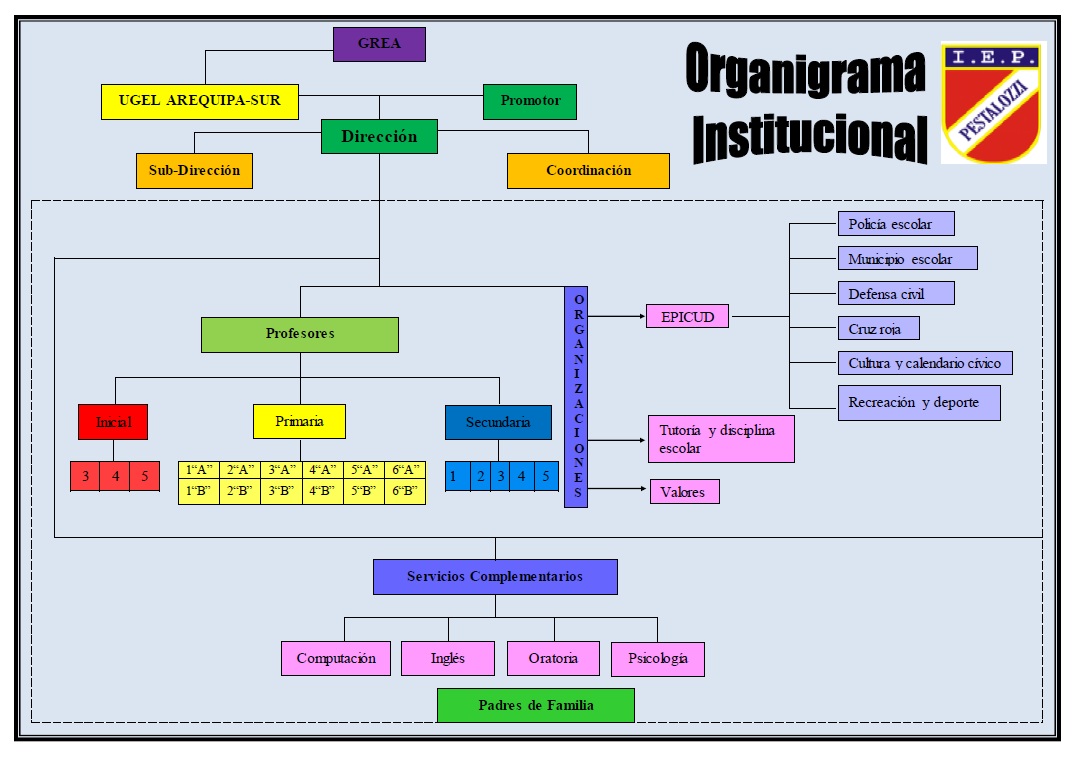 GREA
Organigrama
Institucional
I.E.P.
PESTALOZZI
UGEL AREQUIPA-SUR
Promotor
Dirección
Sub-Dirección
Coordinación
Profesores
Inicial
Primaria
Secundaria
3 4 5
1“A” 2“A” 3“A” 4“A” 5“A” 6“A”
1“B” 2“B” 3“B” 4“B” 5“B” 6“B”
1 2 3 4 5
ORGANIZACIONES
EPICUD
Policía escolar
Municipio escolar
Defensa civil
Cruz roja
Cultura y calendario cívico
Recreación y deporte
Tutoría y disciplina
escolar
Valores
Servicios Complementarios
Computación
Inglés
Oratoria
Psicología
Padres de Familia